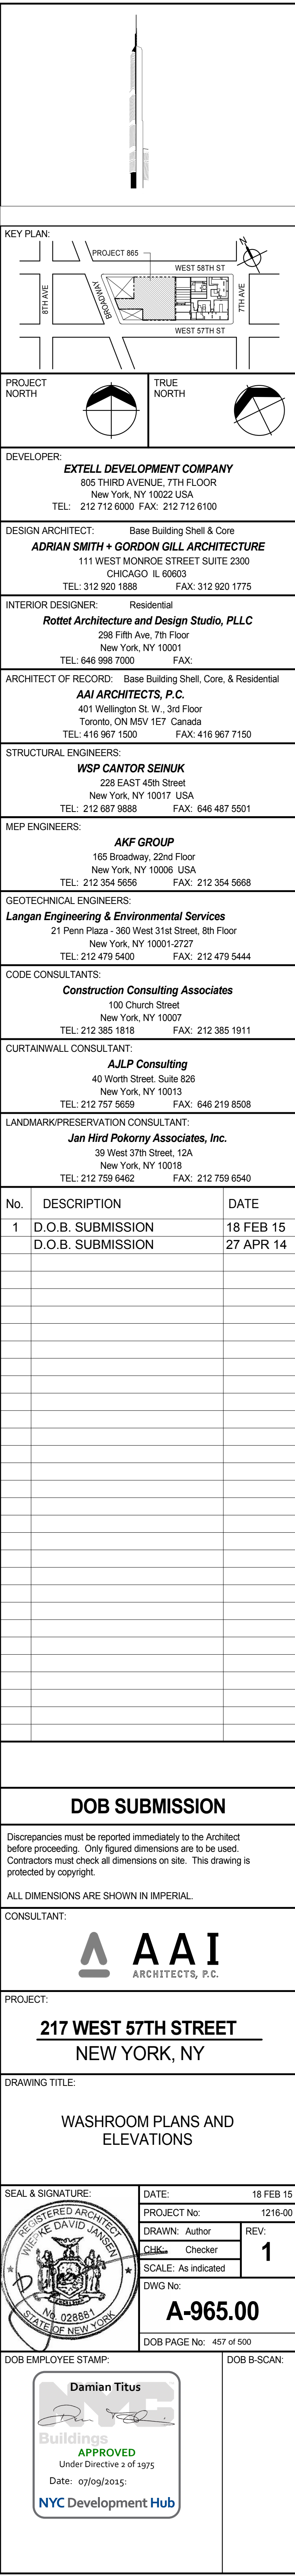 KEY PLAN:
N
PROJECT 865
WEST 58TH ST
8TH AVE
BROADWAY
7TH AVE
WEST 57TH ST
PROJECT NORTH
TRUE NORTH
DEVELOPER:
EXTELL DEVELOPMENT COMPANY
805 THIRD AVENUE, 7TH FLOOR
New York, NY 10022 USA
TEL: 212 712 6000 FAX: 212 712 6100
DESIGN ARCHITECT: Base Building Shell & Core
ADRIAN SMITH + GORDON GILL ARCHITECTURE
111 WEST MONROE STREET SUITE 2300
CHICAGO IL 60603
TEL: 312 920 1888 FAX: 312 920 1775
INTERIOR DESIGNER: Residential
Rottet Architecture and Design Studio, PLLC
298 Fifth Ave, 7th Floor
New York, NY 10001
TEL: 646 998 7000 FAX:
ARCHITECT OF RECORD: Base Building Shell, Core, & Residential
AAI ARCHITECTS, P.C.
401 Wellington St. W., 3rd Floor
Toronto, ON M5V 1E7 Canada
TEL: 416 967 1500 FAX: 416 967 7150
STRUCTURAL ENGINEERS:
WSP CANTOR SEINUK
228 EAST 45th Street
New York, NY 10017 USA
TEL: 212 687 9888 FAX: 646 487 5501
MEP ENGINEERS:
AKF GROUP
165 Broadway, 22nd Floor
New York, NY 10006 USA
TEL: 212 354 5656 FAX: 212 354 5668
GEOTECHNICAL ENGINEERS:
Langan Engineering & Environmental Services
21 Penn Plaza - 360 West 31st Street, 8th Floor
New York, NY 10001-2727
TEL: 212 479 5400 FAX: 212 479 5444
CODE CONSULTANTS:
Construction Consulting Associates
100 Church Street
New York, NY 10007
TEL: 212 385 1818 FAX: 212 385 1911
CURTAINWALL CONSULTANT:
AJLP Consulting
40 Worth Street. Suite 826
New York, NY 10013
TEL: 212 757 5659 FAX: 646 219 8508
LANDMARK/PRESERVATION CONSULTANT:
Jan Hird Pokorny Associates, Inc.
39 West 37th Street, 12A
New York, NY 10018
TEL: 212 759 6462 FAX: 212 759 6540
No. DESCRIPTION DATE
1 D.O.B. SUBMISSION 18 FEB 15
D.O.B. SUBMISSION 27 APR 14
DOB SUBMISSION
Discrepancies must be reported immediately to the Architect
before proceeding. Only figured dimensions are to be used.
Contractors must check all dimensions on site. This drawing is
protected by copyright.
ALL DIMENSIONS ARE SHOWN IN IMPERIAL.
CONSULTANT:
AAI
ARCHITECTS, P.C.
PROJECT:
217 WEST 57TH STREET
NEW YORK, NY
DRAWING TITLE:
WASHROOM PLANS AND
ELEVATIONS
SEAL & SIGNATURE:
REGISTERED ARCHITECT
WIEPKE DAVID JANSEN
No. 028881
STATE OF NEW YORK
DATE: 18 FEB 15
PROJECT No: 1216-00
DRAWN: Author
CHK: Checker
SCALE: As indicated
REV:
1
DWG No:
A-965.00
DOB PAGE No: 457 of 500
DOB EMPLOYEE STAMP:
DOB B-SCAN:
NYC
Damian Titus
Buildings
APPROVED
Under Directive 2 of 1975
Date: 07/09/2015:
NYC Development Hub